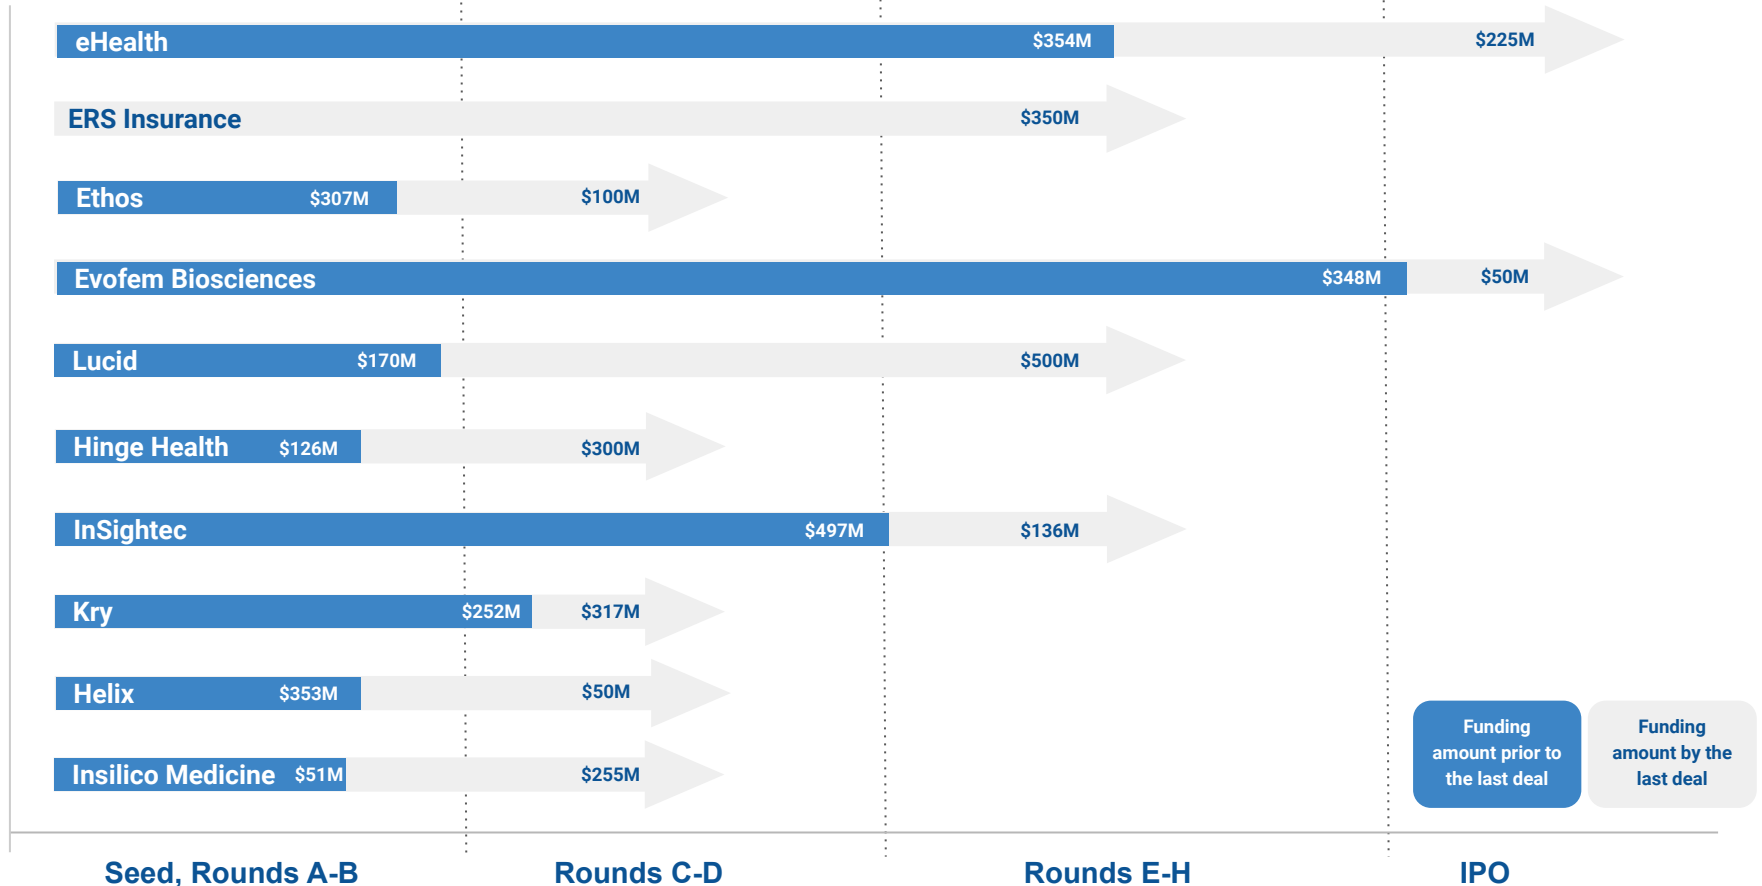 eHealth $354M $225M
ERS Insurance $350M
Ethos $307M $100M
Evofem Biosciences $348M $50M
Lucid $170M $500M
Hinge Health $126M $300M
InSightec $497M $136M
Kry $252M $317M
Helix $353M $50M
Insilico Medicine $51M $255M
Funding
amount prior to
the last deal
Funding
amount by the
last deal
Seed, Rounds A-B Rounds C-D Rounds E-H IPO